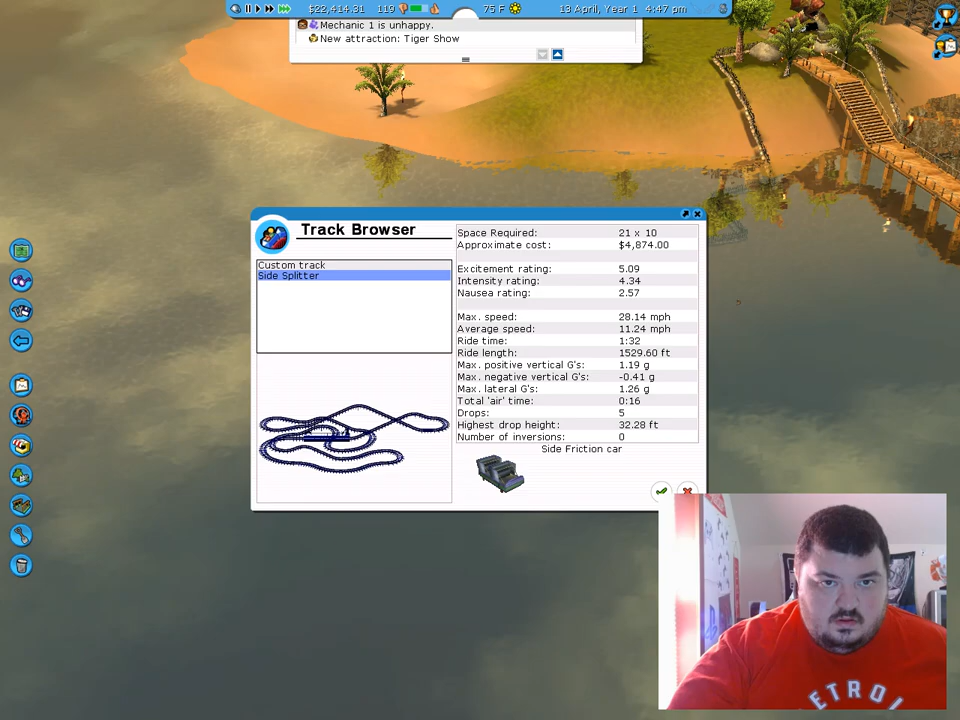 $22,414.31 119 75 F 13 April, Year 1 4:47 pm
Mechanic 1 is unhappy.
New attraction: Tiger Show
Track Browser
Custom track
Side Splitter
Space Required: 21 x 10
Approximate cost: $4,874.00
Excitement rating: 5.09
Intensity rating: 4.34
Nausea rating: 2.57
Max. speed: 28.14 mph
Average speed: 11.24 mph
Ride time: 1:32
Ride length: 1529.60 ft
Max. positive vertical G's: 1.19 g
Max. negative vertical G's: -0.41 g
Max. lateral G's: 1.26 g
Total 'air' time: 0:16
Drops: 5
Highest drop height: 32.28 ft
Number of inversions: 0
Side Friction car
ETROI